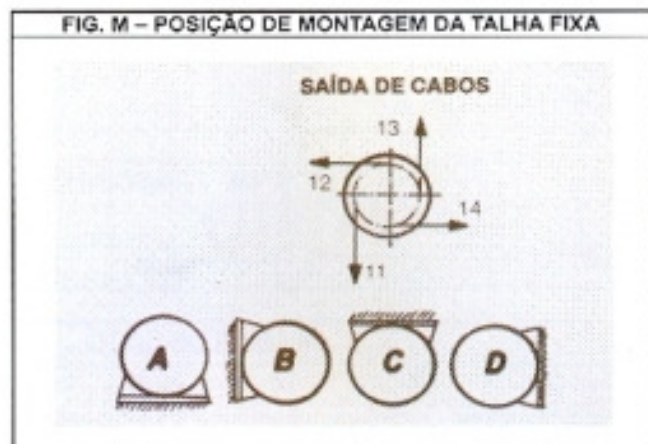 FIG. M – POSIÇÃO DE MONTAGEM DA TALHA FIXA
SAÍDA DE CABOS
13
12
14
11
A B C D